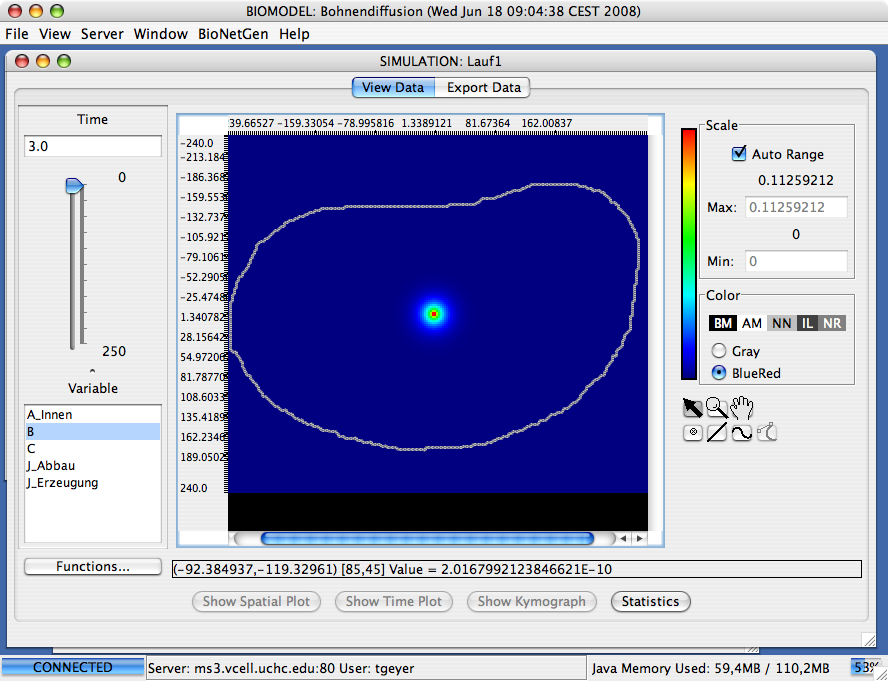 BIOMODEL: Bohnendiffusion (Wed Jun 18 09:04:38 CEST 2008)
File View Server Window BioNetGen Help
SIMULATION: Lauf1
View Data Export Data
Time
3.0
0
250
Variable
A_Innen
B
C
J_Abbau
J_Erzeugung
Functions...
39.66527 -159.33054 -78.995816 1.3389121 81.67364 162.00837
-240.0
-213.184
-186.368
-159.553
-132.737
-105.921
-79.1061
-52.2905
-25.4748
1.340782
28.15642
54.97206
81.78770
108.6033
135.4189
162.2346
189.0502
240.0
Scale
Auto Range
0.11259212
Max: 0.11259212
0
Min: 0
Color
BM AM NN IL NR
Gray
BlueRed
(-92.384937,-119.32961) [85,45] Value = 2.0167992123846621E-10
Show Spatial Plot Show Time Plot Show Kymograph Statistics
CONNECTED Server: ms3.vcell.uchc.edu:80 User: tgeyer Java Memory Used: 59,4MB / 110,2MB 53%